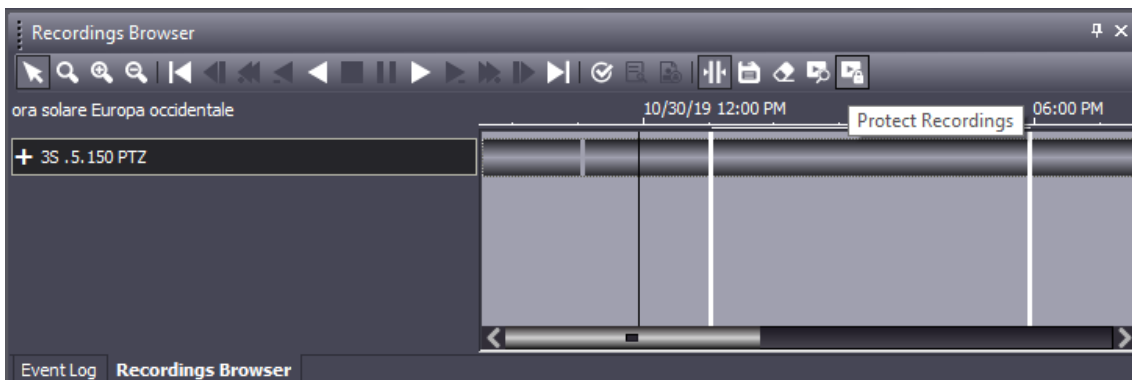 Recordings Browser
ora solare Europa occidentale
10/30/19 12:00 PM
06:00 PM
Protect Recordings
3S .5.150 PTZ
Event Log
Recordings Browser